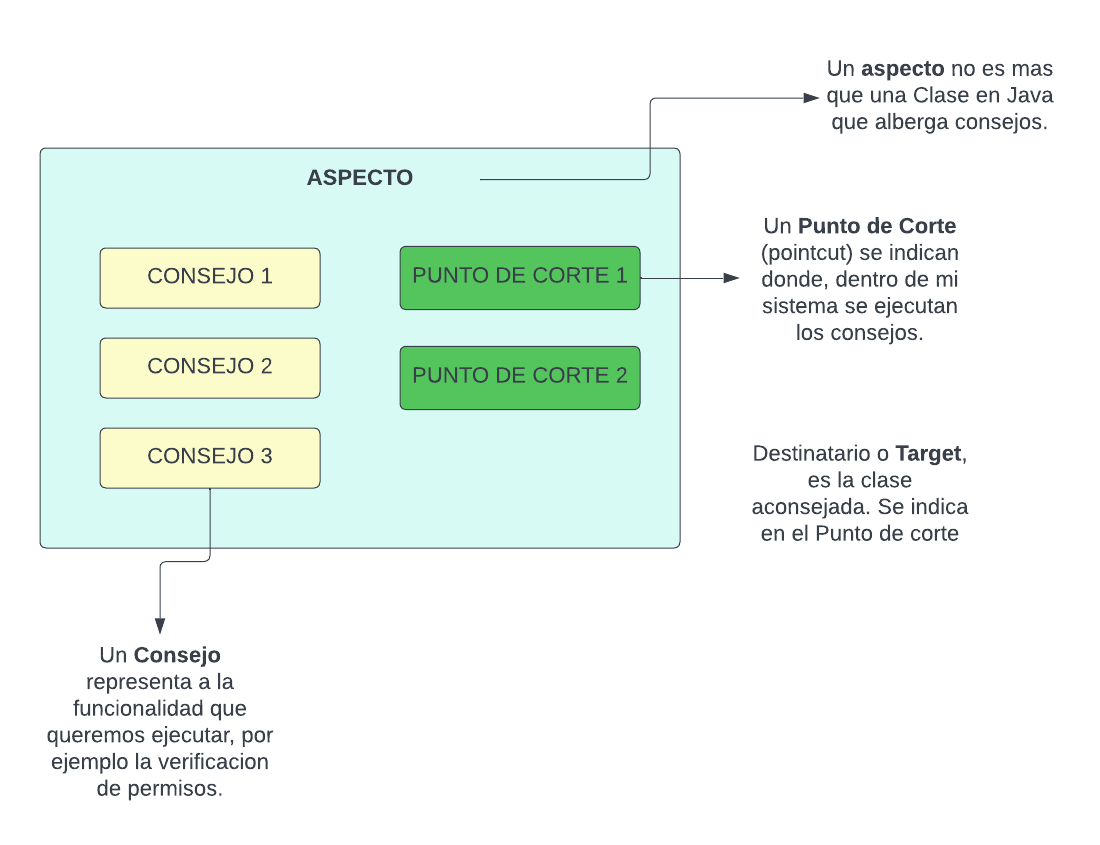 Un aspecto no es mas
que una Clase en Java
que alberga consejos.
ASPECTO
CONSEJO 1
CONSEJO 2
CONSEJO 3
PUNTO DE CORTE 1
PUNTO DE CORTE 2
Un Punto de Corte
(pointcut) se indican
donde, dentro de mi
sistema se ejecutan
los consejos.
Destinatario o Target,
es la clase
aconsejada. Se indica
en el Punto de corte
Un Consejo
representa a la
funcionalidad que
queremos ejecutar, por
ejemplo la verificacion
de permisos.